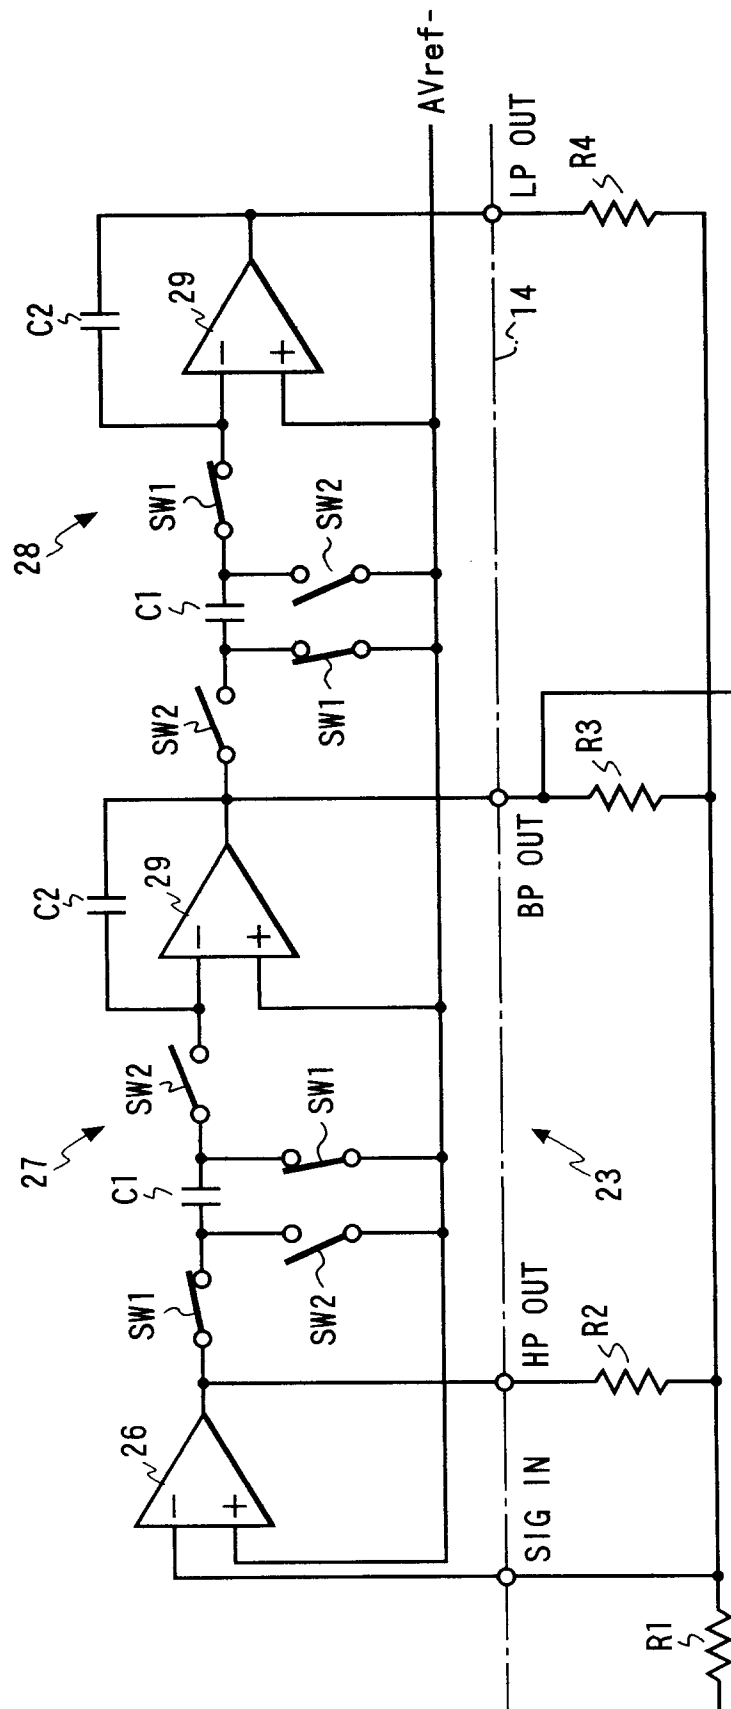 C2
C2
29
29
26
28
27
SW1
C1
SW2
SW2
C1
SW1
SW2
SW1
SW1
SW2
AVref-
LP OUT
14
BP OUT
23
HP OUT
SIG IN
R4
R3
R2
R1